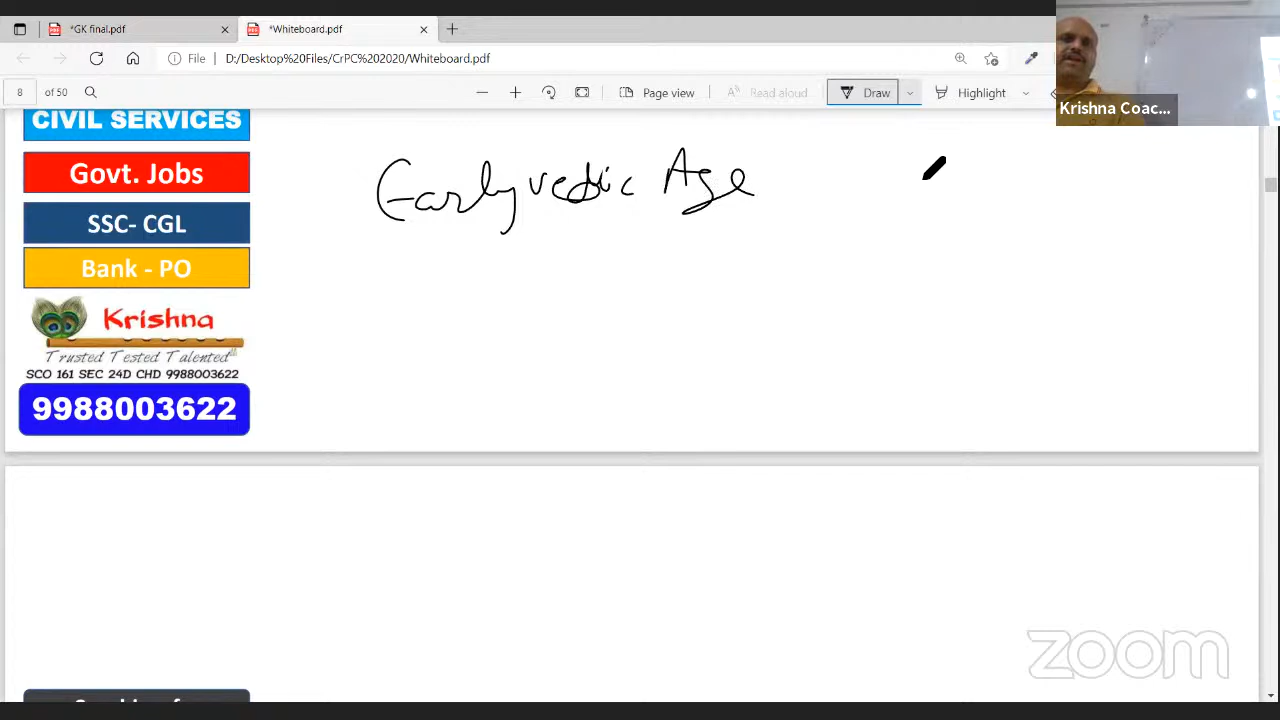 *GK final.pdf
*Whiteboard.pdf
File D:/Desktop%20Files/CrPC%202020/Whiteboard.pdf
8 of 50
Page view
Read aloud
Draw
Highlight
Krishna Coac...
CIVIL SERVICES
Govt. Jobs
SSC- CGL
Bank - PO
Krishna
Trusted Tested Talented
SCO 161 SEC 24D CHD 9988003622
9988003622
Early vedic Age
zoom